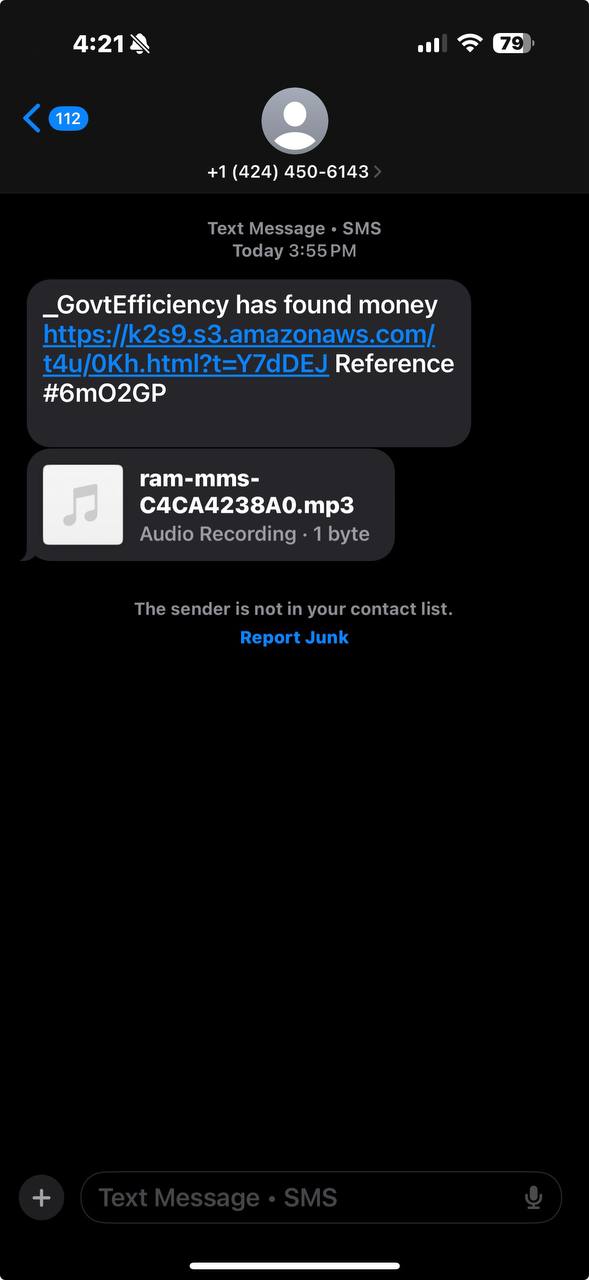 4:21
79
112
+1 (424) 450-6143
Text Message • SMS
Today 3:55 PM
_GovtEfficiency has found money
https://k2s9.s3.amazonaws.com/
t4u/0Kh.html?t=Y7dDEJ Reference
#6mO2GP
ram-mms-
C4CA4238A0.mp3
Audio Recording · 1 byte
The sender is not in your contact list.
Report Junk
Text Message • SMS